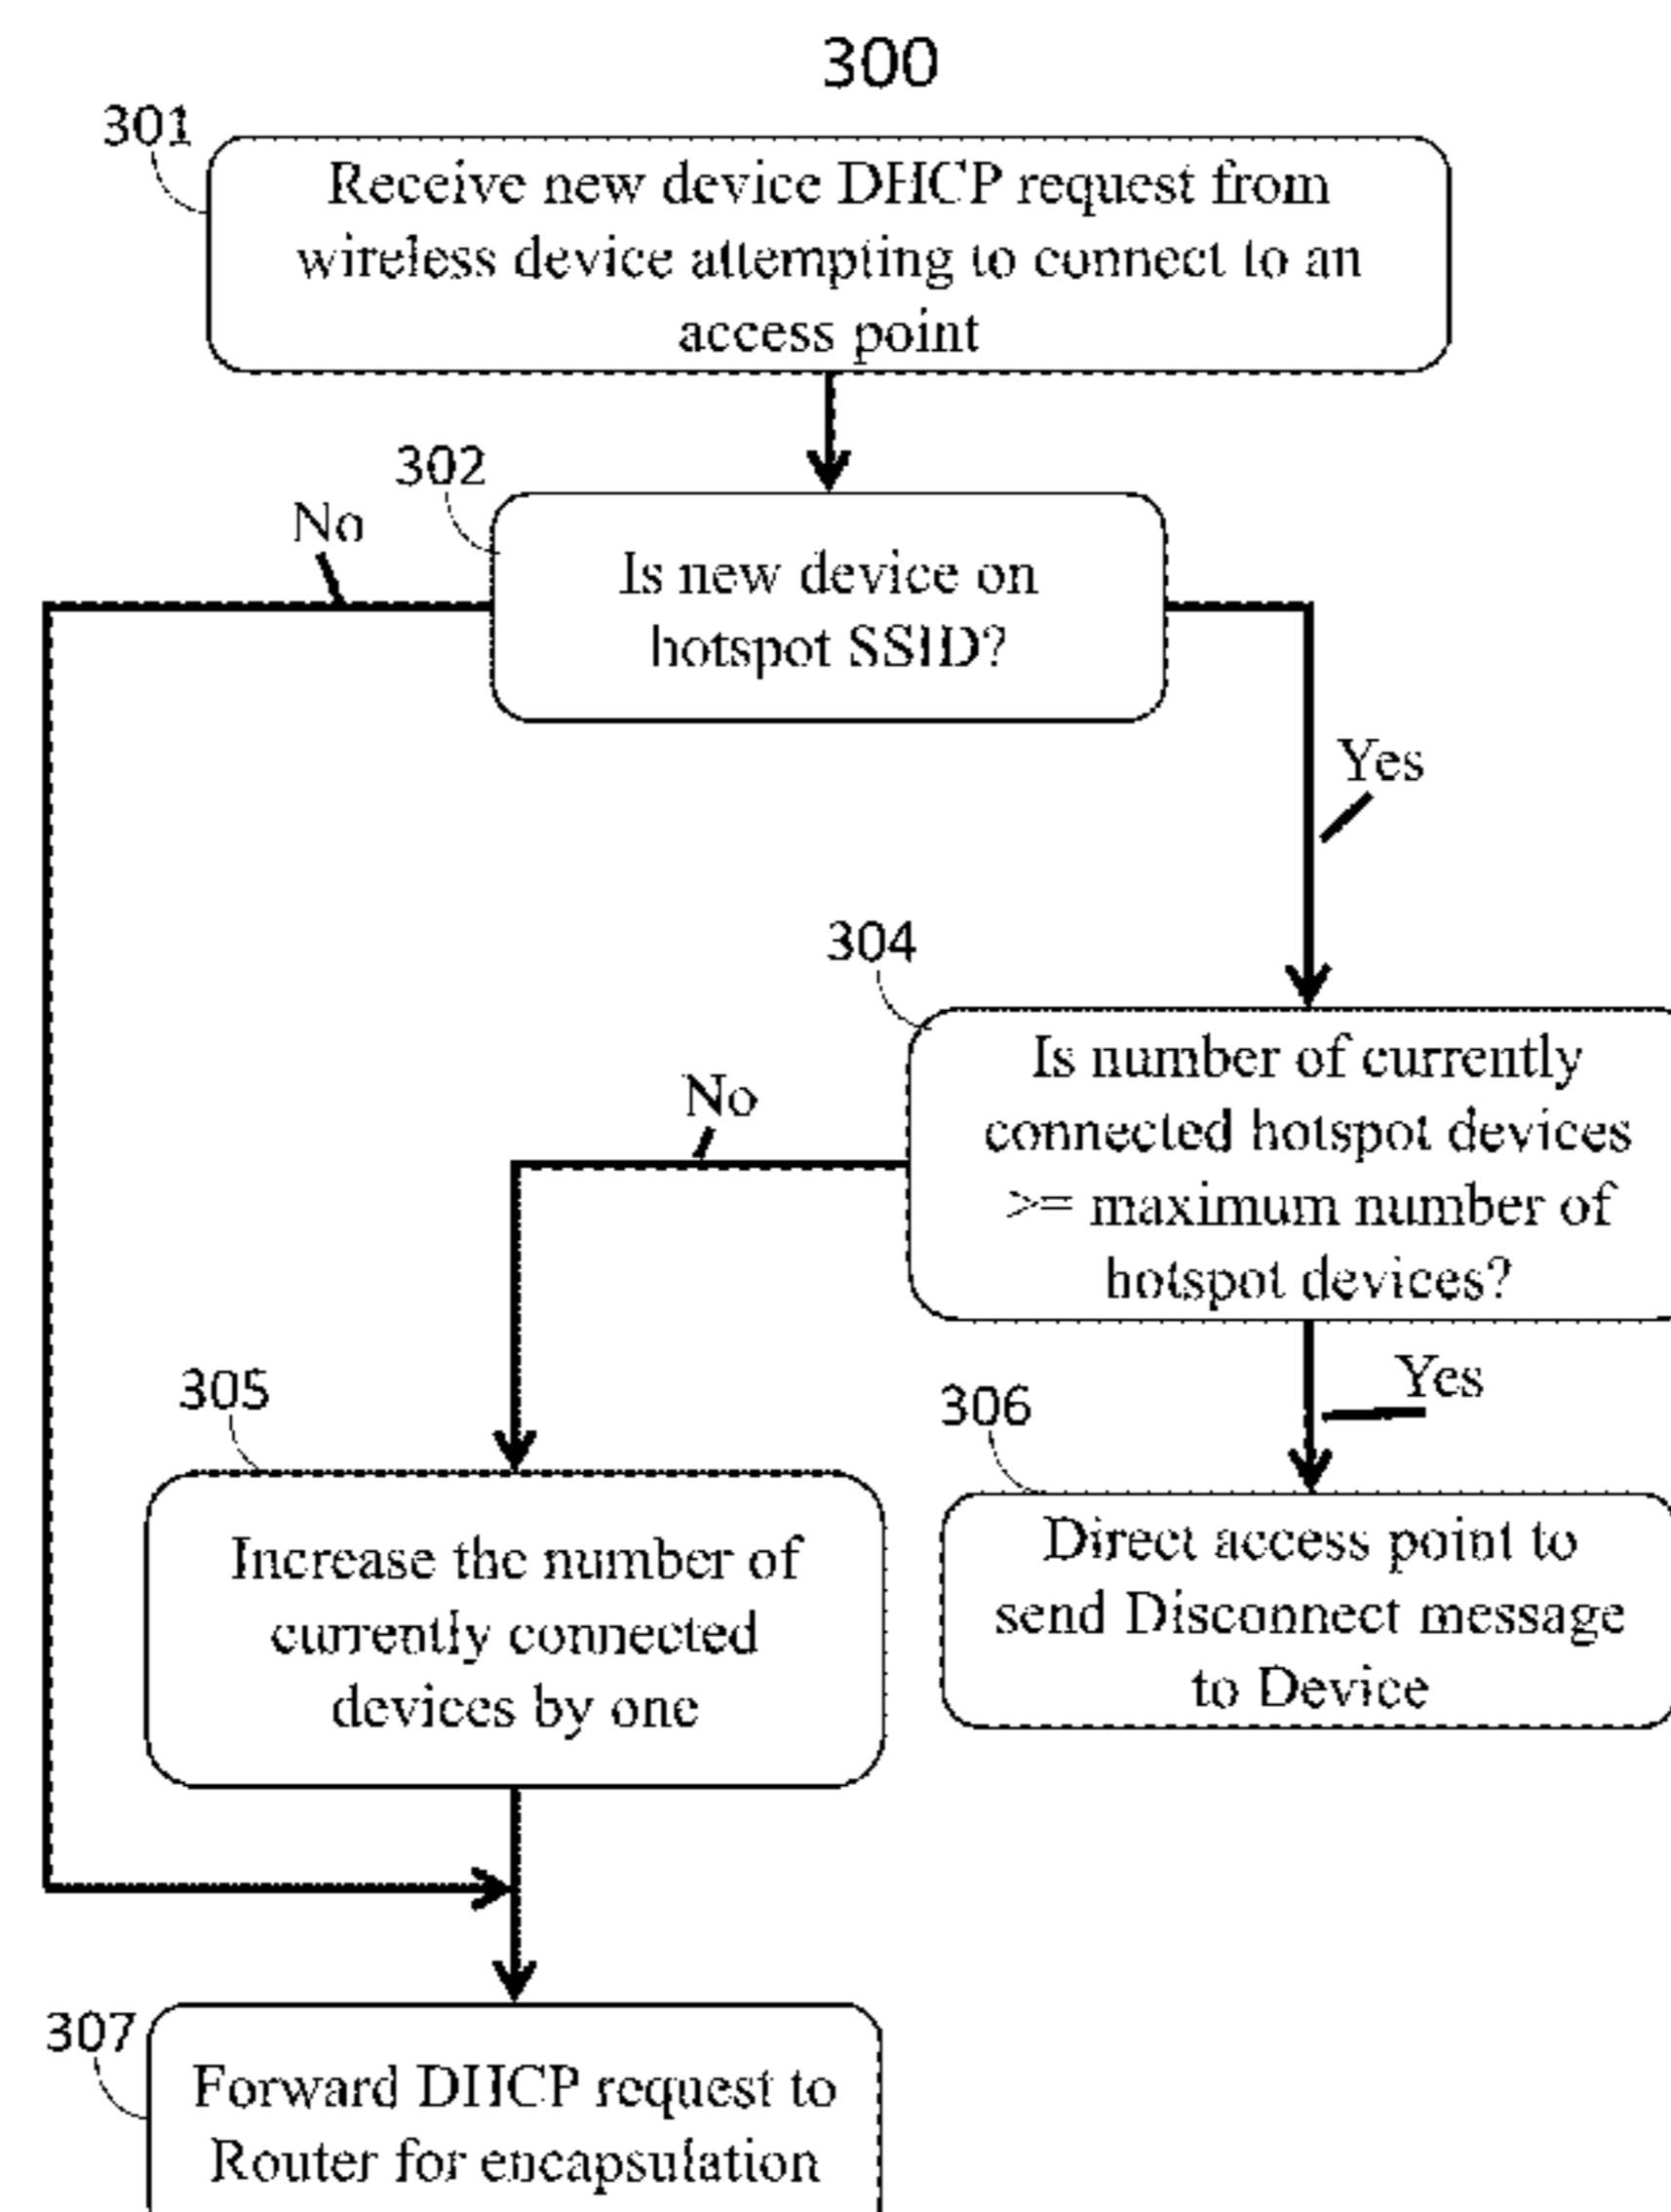 300
301
Receive new device DHCP request from
wireless device attempting to connect to an
access point
302
No
Is new device on
hotspot SSID?
Yes
304
Is number of currently
connected hotspot devices
>= maximum number of
hotspot devices?
No
Yes
305
306
Increase the number of
currently connected
devices by one
Direct access point to
send Disconnect message
to Device
307
Forward DHCP request to
Router for encapsulation